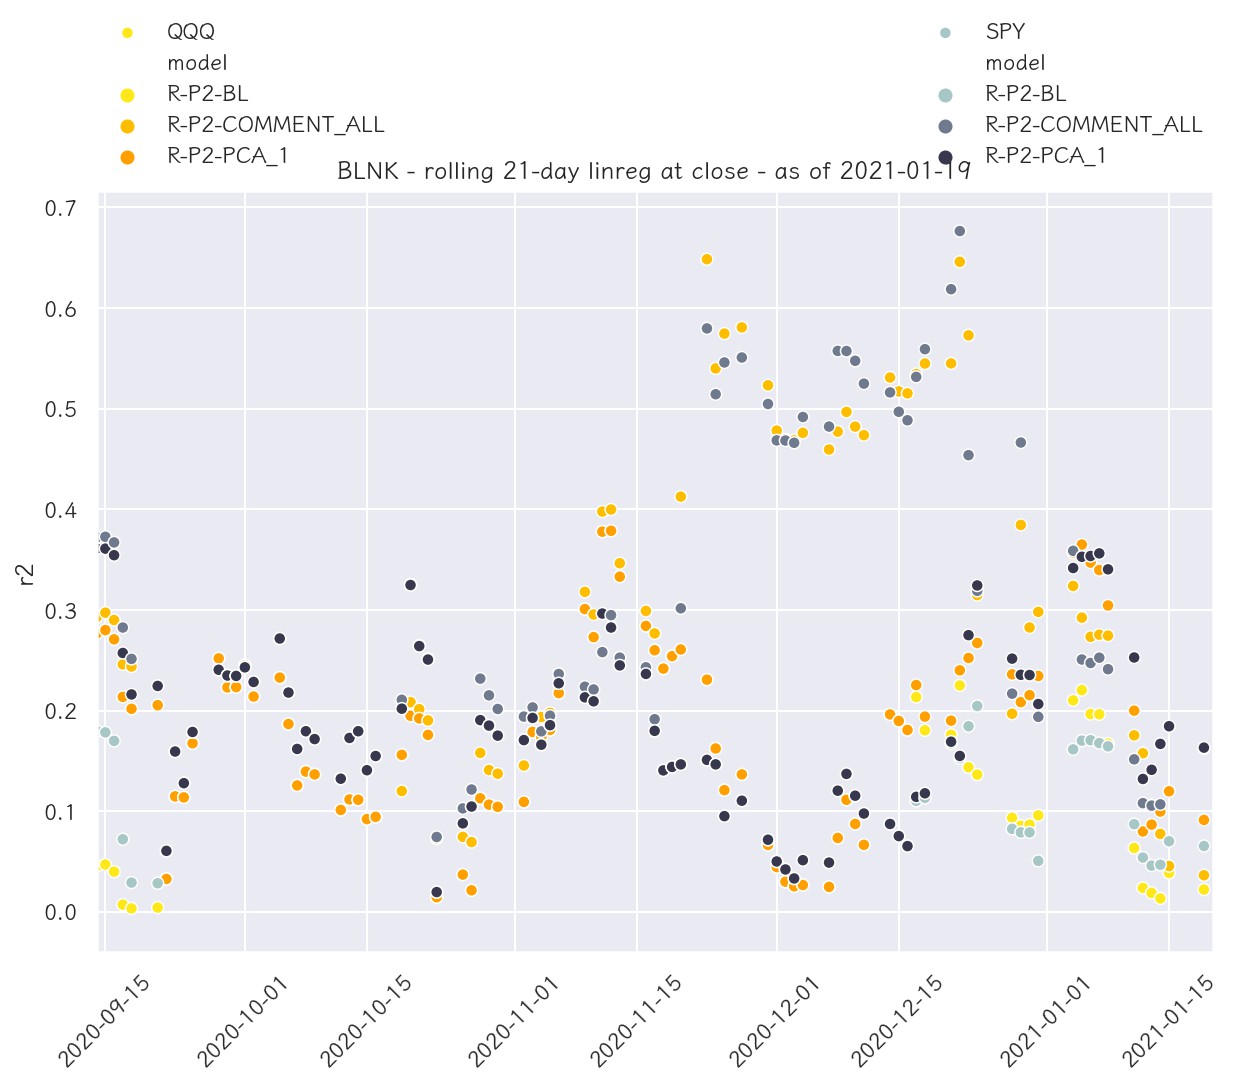 QQQ
model
R-P2-BL
R-P2-COMMENT_ALL
R-P2-PCA_1
SPY
model
R-P2-BL
R-P2-COMMENT_ALL
R-P2-PCA_1
BLNK - rolling 21-day linreg at close - as of 2021-01-19
r2
0.7
0.6
0.5
0.4
0.3
0.2
0.1
0.0
2020-09-15
2020-10-01
2020-10-15
2020-11-01
2020-11-15
2020-12-01
2020-12-15
2021-01-01
2021-01-15